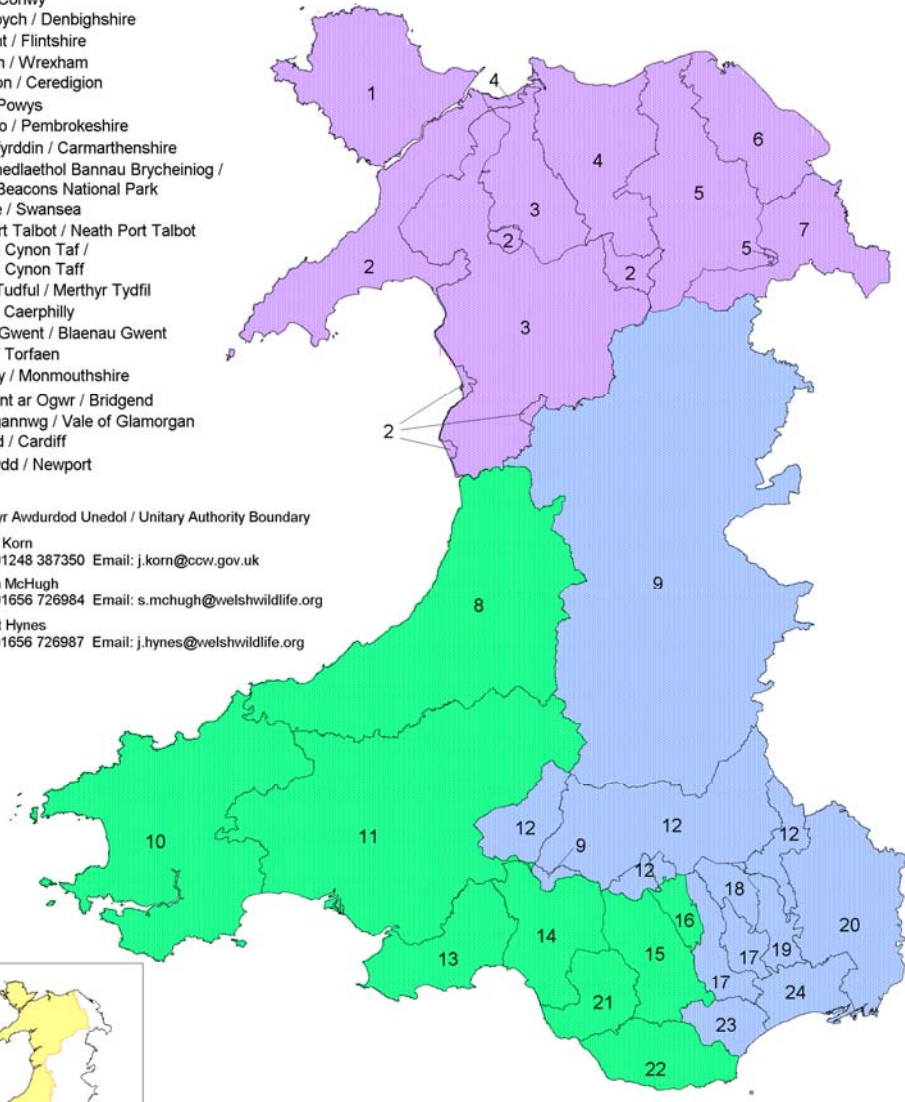 Conwy
ych / Denbighshire
nt / Flintshire
n / Wrexham
on / Ceredigion
Powys
o / Pembrokeshire
yrddin / Carmarthenshire
nedlaethol Bannau Brycheiniog /
Beacons National Park
e / Swansea
rt Talbot / Neath Port Talbot
Cynon Taf /
Cynon Taff
Tudful / Merthyr Tydfil
Caerphilly
Gwent / Blaenau Gwent
/ Torfaen
y / Monmouthshire
nt ar Ogwr / Bridgend
gannwg / Vale of Glamorgan
d / Cardiff
dd / Newport
yr Awdurdod Unedol / Unitary Authority Boundary
Korn
01248 387350 Email: j.korn@ccw.gov.uk
n McHugh
01656 726984 Email: s.mchugh@welshwildlife.org
t Hynes
01656 726987 Email: j.hynes@welshwildlife.org
1
4
6
4
5
3
7
2
5
2
2
3
2
9
8
12
12
9
12
10
11
12
18
16
20
14
15
13
17
19
17
24
21
23
22